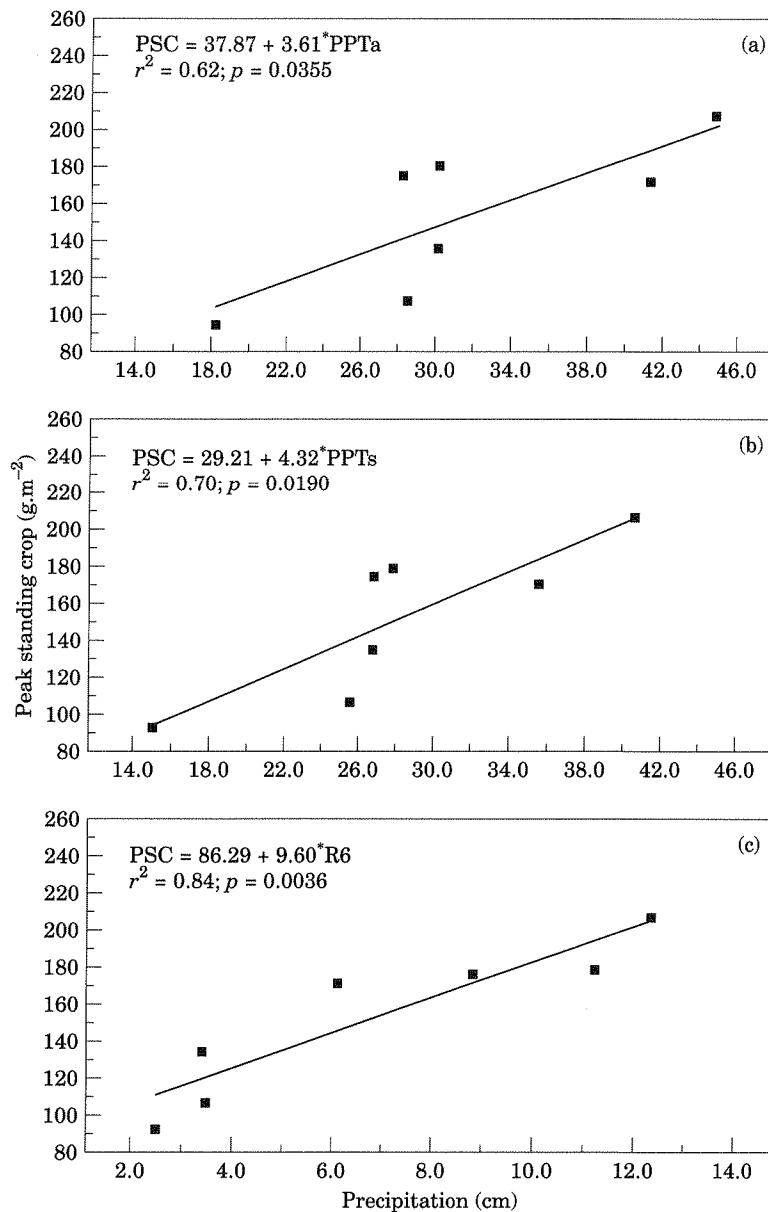 PSC = 37.87 + 3.61*PPTa
(a)
r² = 0.62; p = 0.0355
260
240
220
200
180
160
140
120
100
80
14.0 18.0 22.0 26.0 30.0 34.0 38.0 42.0 46.0
Peak standing crop (g.m⁻²)
PSC = 29.21 + 4.32*PPTs
(b)
r² = 0.70; p = 0.0190
260
240
220
200
180
160
140
120
100
80
14.0 18.0 22.0 26.0 30.0 34.0 38.0 42.0 46.0
PSC = 86.29 + 9.60*R6
(c)
r² = 0.84; p = 0.0036
260
240
220
200
180
160
140
120
100
80
2.0 4.0 6.0 8.0 10.0 12.0
Precipitation (cm)